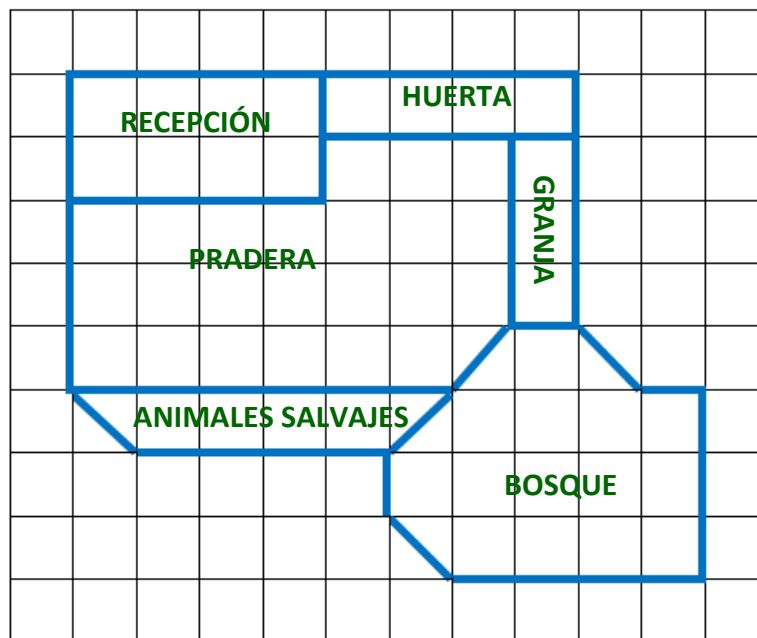 HUERTA
RECEPCIÓN
GRANJA
PRADERA
ANIMALES SALVAJES
BOSQUE